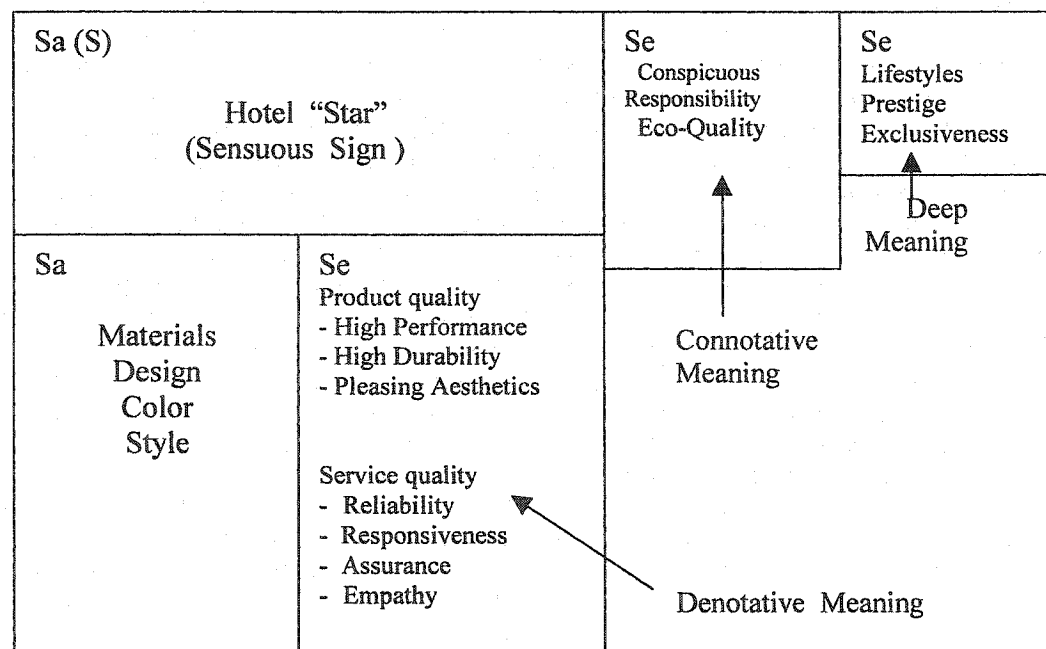 Sa (S)
Hotel “Star”
(Sensuous Sign )
Se
Conspicuous
Responsibility
Eco-Quality
Se
Lifestyles
Prestige
Exclusiveness
Deep
Meaning
Sa
Materials
Design
Color
Style
Se
Product quality
- High Performance
- High Durability
- Pleasing Aesthetics
Service quality
- Reliability
- Responsiveness
- Assurance
- Empathy
Connotative
Meaning
Denotative Meaning